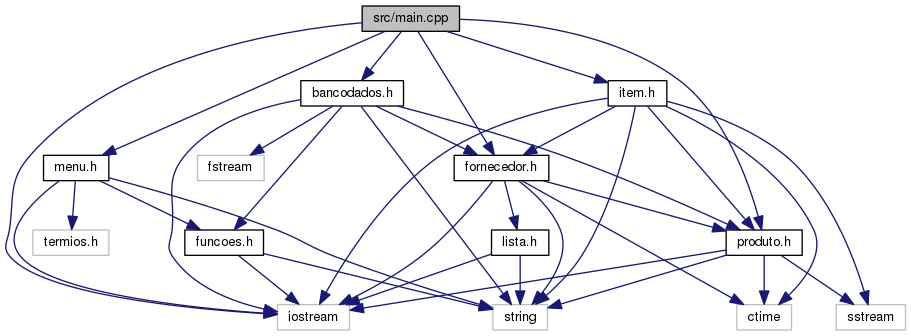 src/main.cpp
bancodados.h
item.h
menu.h
fstream
fornecedor.h
termios.h
funcoes.h
lista.h
produto.h
iostream
string
ctime
sstream